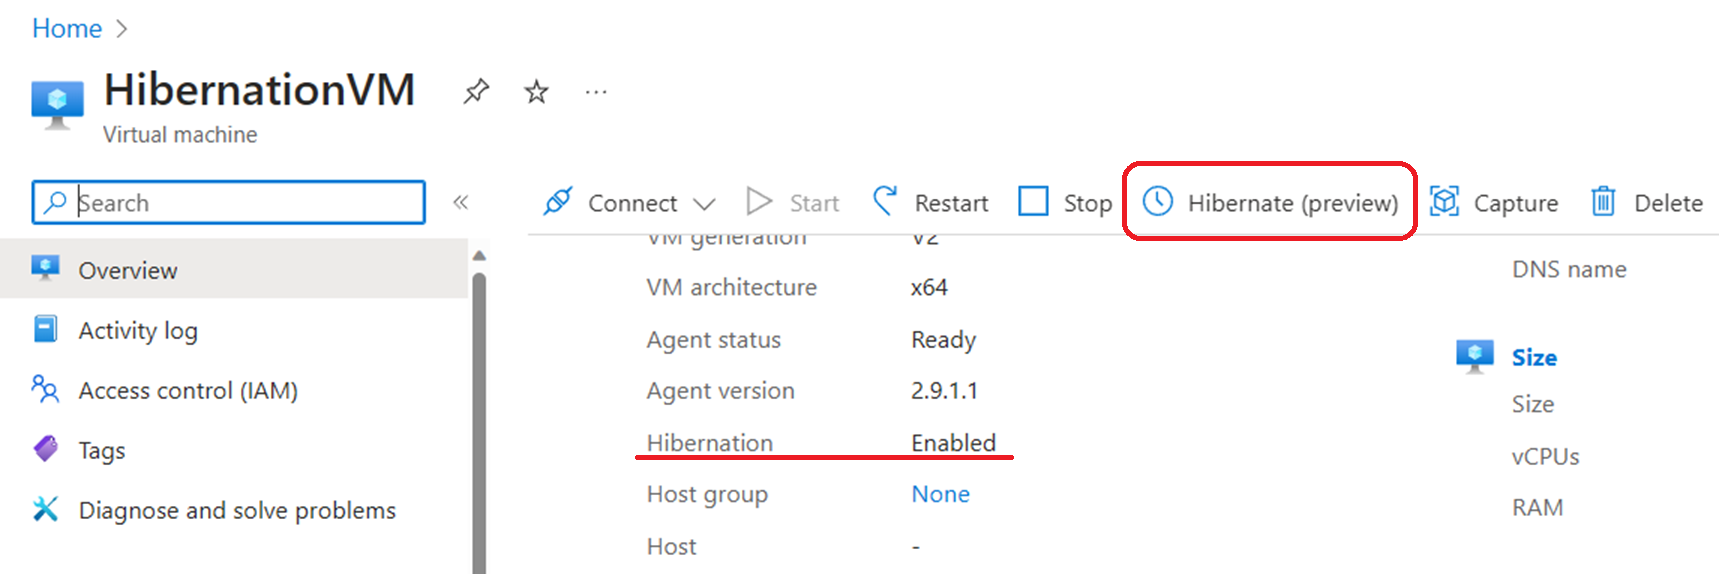 Home
HibernationVM
Virtual machine
Search
Connect Start Restart Stop Hibernate (preview) Capture Delete
Overview
Activity log
Access control (IAM)
Tags
Diagnose and solve problems
VM generation V2
VM architecture x64
Agent status Ready
Agent version 2.9.1.1
Hibernation Enabled
Host group None
Host -
DNS name
Size
Size
vCPUs
RAM